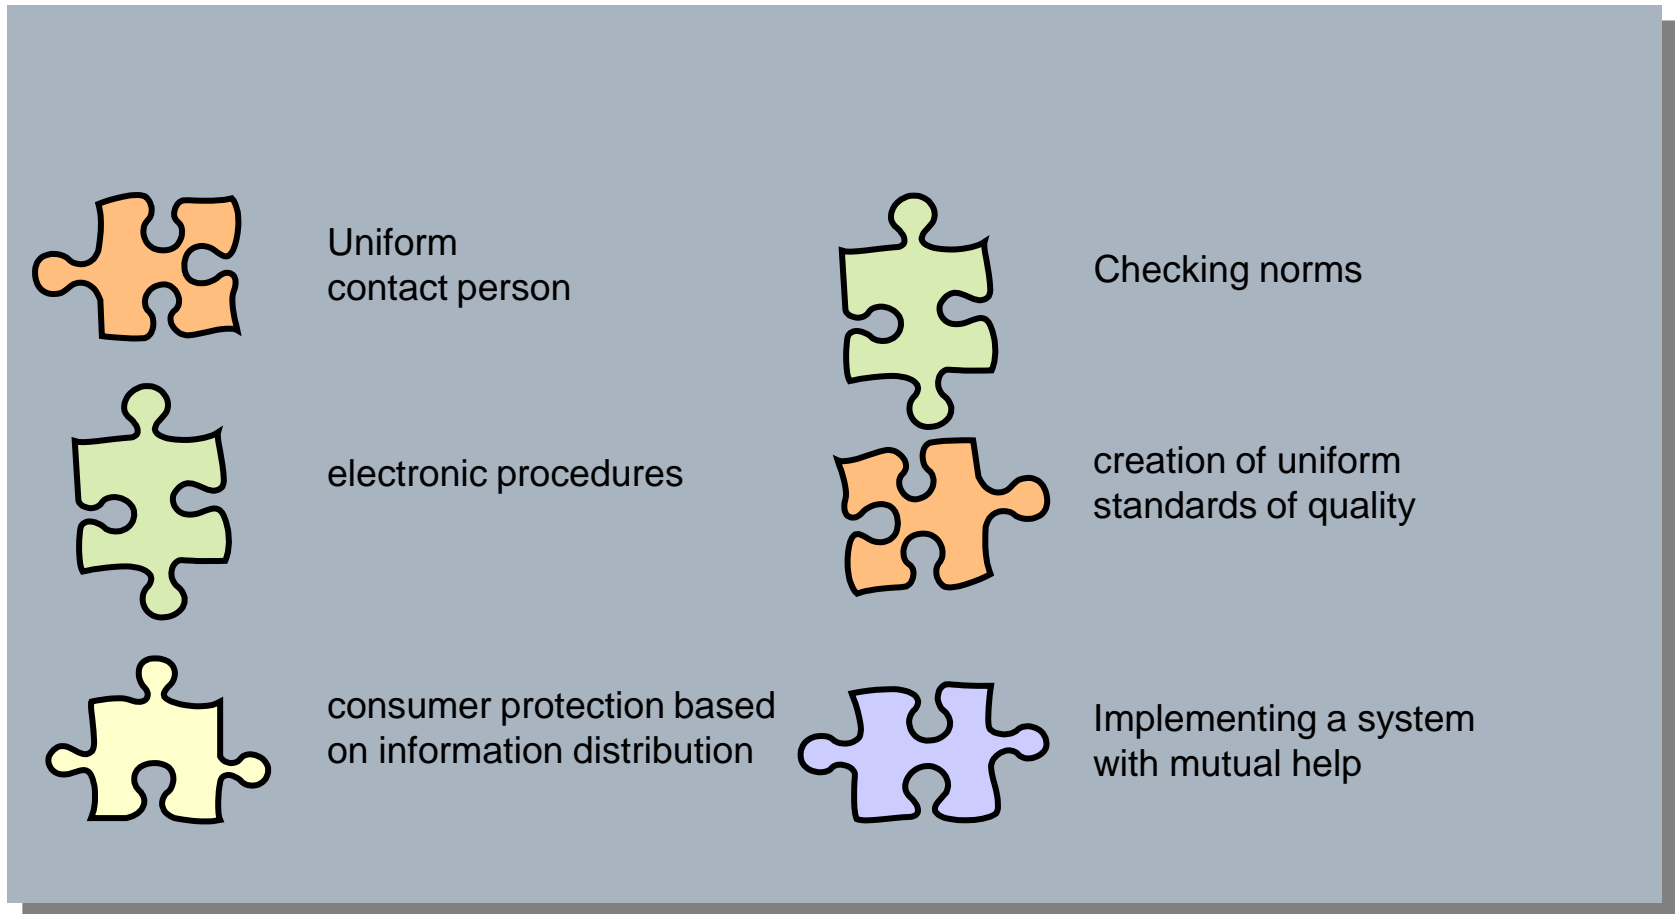 Uniform
contact person
electronic procedures
consumer protection based
on information distribution
Checking norms
creation of uniform
standards of quality
Implementing a system
with mutual help